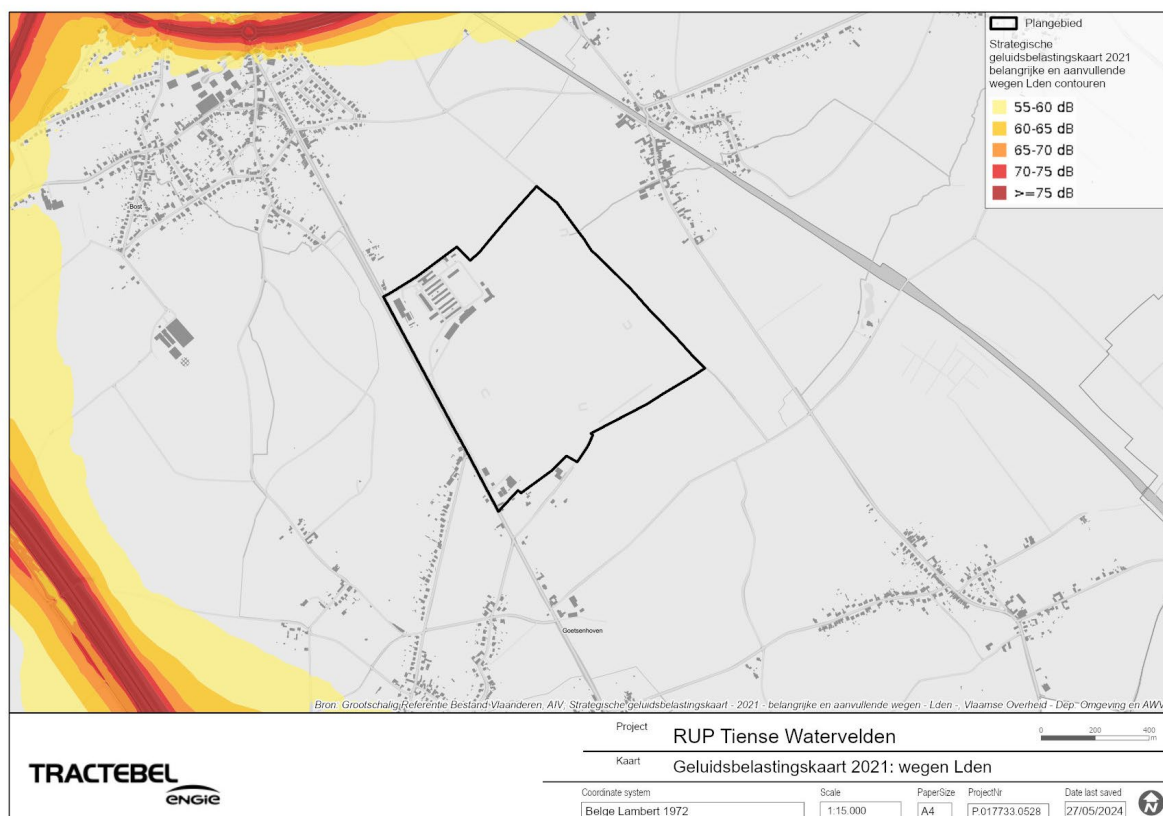 Plangebied
Strategische
geluidsbelastingskaart 2021
belangrijke en aanvullende
wegen Lden contouren
55-60 dB
60-65 dB
65-70 dB
70-75 dB
>=75 dB
Bost
Goetsenhoven
Bron: Grootschalig Referentie Bestand Vlaanderen, AIV; Strategische geluidsbelastingskaart - 2021 - belangrijke en aanvullende wegen - Lden -, Vlaamse Overheid - Dep. Omgeving en AWV
Project RUP Tiense Watervelden
0 200 400
m
Kaart Geluidsbelastingskaart 2021: wegen Lden
TRACTEBEL
ENGIE
Coordinate system Scale PaperSize ProjectNr Date last saved
Belge Lambert 1972 1:15.000 A4 P.017733.0528 27/05/2024
N